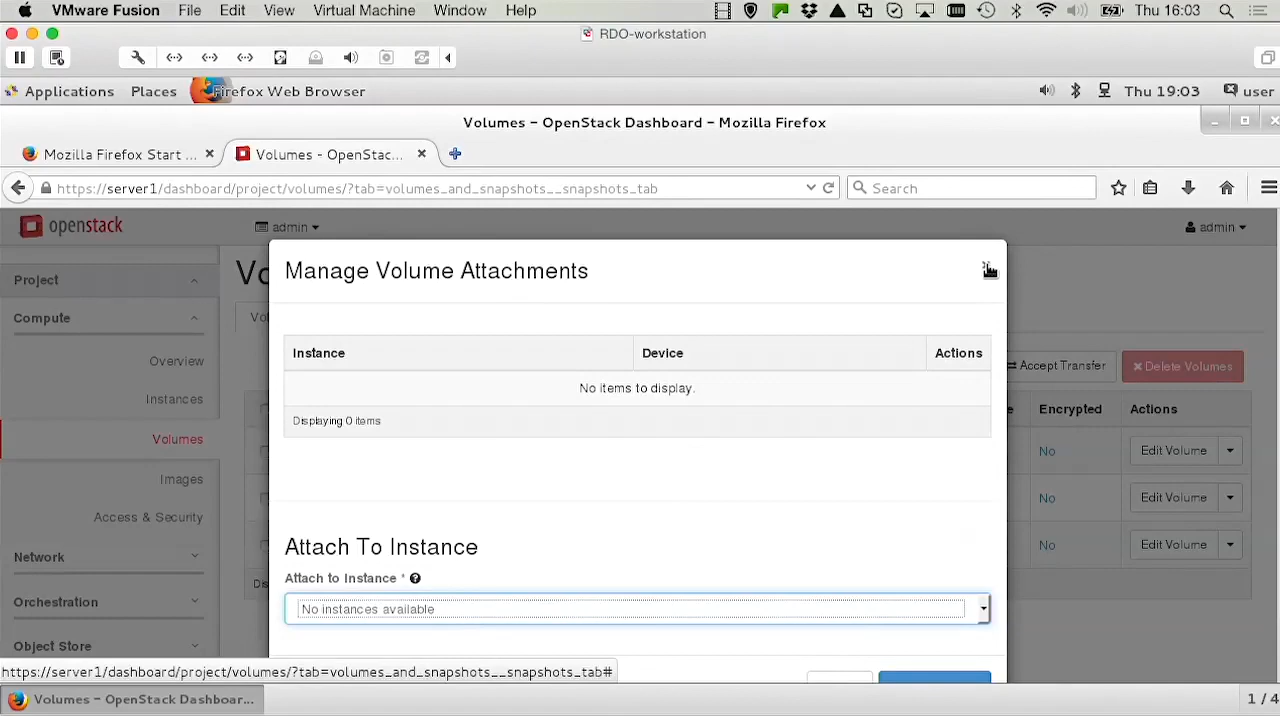 VMware Fusion File Edit View Virtual Machine Window Help Thu 16:03
RDO-workstation
Applications Places Firefox Web Browser Thu 19:03 user
Volumes - OpenStack Dashboard - Mozilla Firefox
Mozilla Firefox Start ... Volumes - OpenStac...
https://server1/dashboard/project/volumes/?tab=volumes_and_snapshots__snapshots_tab Search
openstack admin admin
Manage Volume Attachments
Project
Compute
Overview
Instances
Volumes
Images
Access & Security
Network
Orchestration
Object Store
Instance Device Actions
No items to display.
Displaying 0 items
Accept Transfer Delete Volumes
Encrypted Actions
No Edit Volume
No Edit Volume
No Edit Volume
Attach To Instance
Attach to Instance *
No instances available
https://server1/dashboard/project/volumes/?tab=volumes_and_snapshots__snapshots_tab#
Volumes - OpenStack Dashboar... 1 / 4